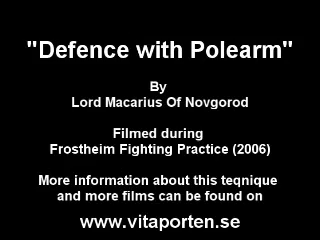 "Defence with Polearm"
By
Lord Macarius Of Novgorod
Filmed during
Frostheim Fighting Practice (2006)
More information about this teqnique
and more films can be found on
www.vitaporten.se